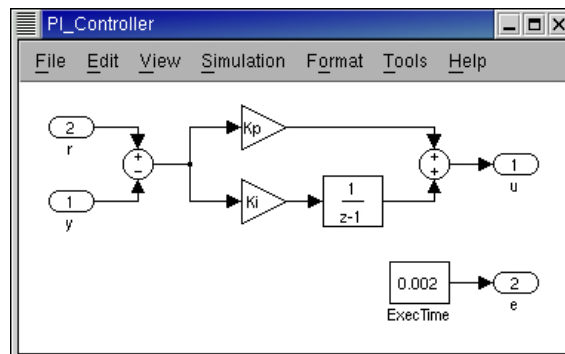 PI_Controller
File Edit View Simulation Format Tools Help
2
r
+
−
1
y
Kp
Ki
1
z-1
+
+
1
u
0.002
ExecTime
2
e